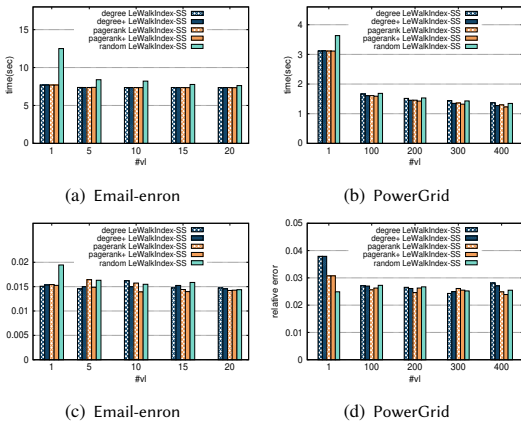 degree LeWalkIndex-SS
degree+ LeWalkIndex-SS
pagerank LeWalkIndex-SS
pagerank+ LeWalkIndex-SS
random LeWalkIndex-SS
time(sec)
15
10
5
0
1 5 10 15 20
#vl
(a) Email-enron
degree LeWalkIndex-SS
degree+ LeWalkIndex-SS
pagerank LeWalkIndex-SS
pagerank+ LeWalkIndex-SS
random LeWalkIndex-SS
time(sec)
4
3
2
1
0
1 100 200 300 400
#vl
(b) PowerGrid
degree LeWalkIndex-SS
degree+ LeWalkIndex-SS
pagerank LeWalkIndex-SS
pagerank+ LeWalkIndex-SS
random LeWalkIndex-SS
0.02
0.015
0.01
0.005
0
1 5 10 15 20
#vl
(c) Email-enron
degree LeWalkIndex-SS
degree+ LeWalkIndex-SS
pagerank LeWalkIndex-SS
pagerank+ LeWalkIndex-SS
random LeWalkIndex-SS
relative error
0.05
0.04
0.03
0.02
0.01
0.00
1 100 200 300 400
#vl
(d) PowerGrid